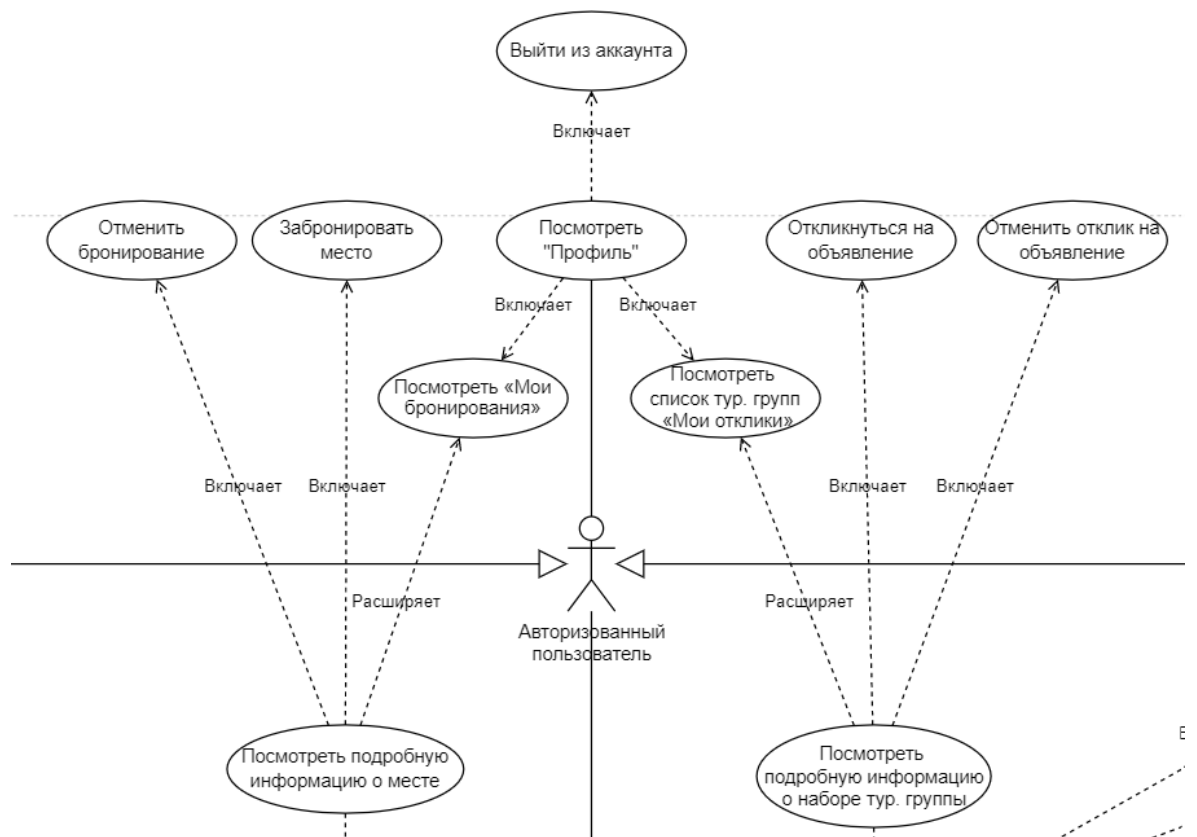 Выйти из аккаунта
Включает
Отменить
бронирование
Забронировать
место
Посмотреть
"Профиль"
Откликнуться на
объявление
Отменить отклик на
объявление
Включает
Включает
Посмотреть «Мои
бронирования»
Посмотреть
список тур. групп
«Мои отклики»
Включает
Включает
Включает
Включает
Расширяет
Расширяет
Авторизованный
пользователь
Посмотреть подробную
информацию о месте
Посмотреть
подробную информацию
о наборе тур. группы